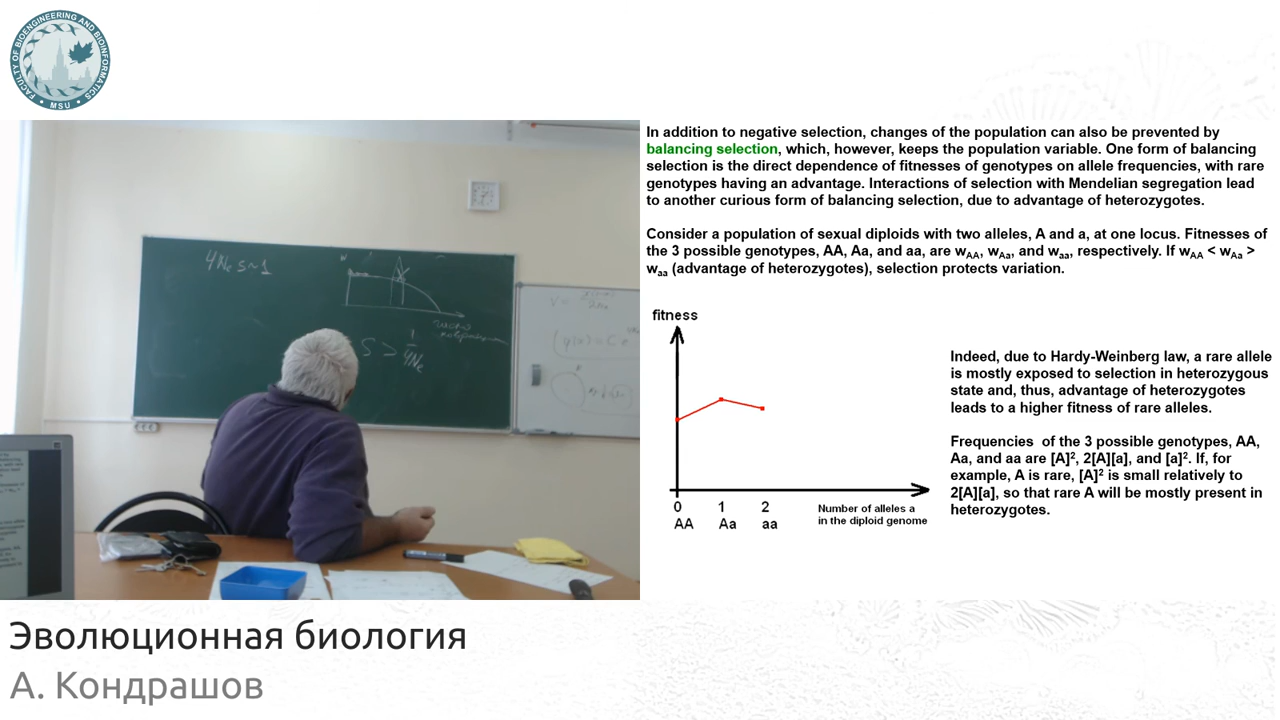 FACULTY OF BIOENGINEERING AND BIOINFORMATICS
• MSU •
4Ne s~1
число
S > 1/4Ne
In addition to negative selection, changes of the population can also be prevented by
balancing selection, which, however, keeps the population variable. One form of balancing
selection is the direct dependence of fitnesses of genotypes on allele frequencies, with rare
genotypes having an advantage. Interactions of selection with Mendelian segregation lead
to another curious form of balancing selection, due to advantage of heterozygotes.
Consider a population of sexual diploids with two alleles, A and a, at one locus. Fitnesses of
the 3 possible genotypes, AA, Aa, and aa, are wAA, wAa, and waa, respectively. If wAA < wAa >
waa (advantage of heterozygotes), selection protects variation.
fitness
0 1 2
AA Aa aa
Number of alleles a
in the diploid genome
Indeed, due to Hardy-Weinberg law, a rare allele
is mostly exposed to selection in heterozygous
state and, thus, advantage of heterozygotes
leads to a higher fitness of rare alleles.
Frequencies of the 3 possible genotypes, AA,
Aa, and aa are [A]², 2[A][a], and [a]². If, for
example, A is rare, [A]² is small relatively to
2[A][a], so that rare A will be mostly present in
heterozygotes.
Эволюционная биология
А. Кондрашов